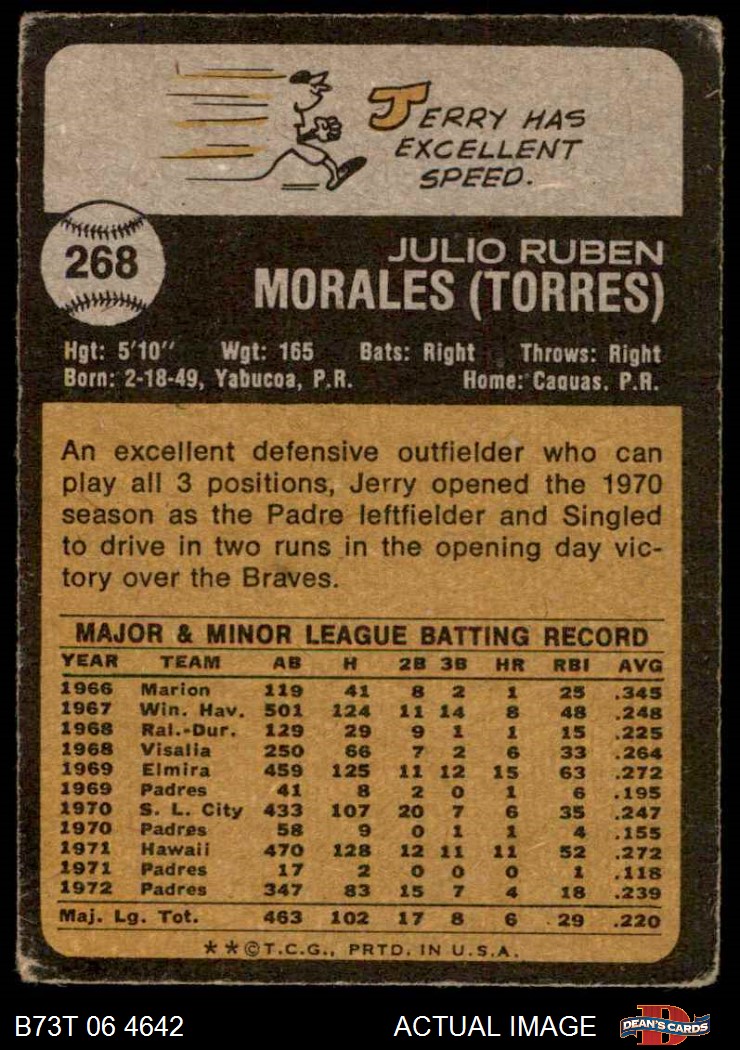 JERRY HAS
EXCELLENT
SPEED.
268
JULIO RUBEN
MORALES (TORRES)
Hgt: 5'10" Wgt: 165 Bats: Right Throws: Right
Born: 2-18-49, Yabucoa, P.R. Home: Caguas, P.R.
An excellent defensive outfielder who can
play all 3 positions, Jerry opened the 1970
season as the Padre leftfielder and Singled
to drive in two runs in the opening day vic-
tory over the Braves.
MAJOR & MINOR LEAGUE BATTING RECORD
YEAR TEAM AB H 2B 3B HR RBI AVG
1966 Marion 119 41 8 2 1 25 .345
1967 Win. Hav. 501 124 11 14 8 48 .248
1968 Ral.-Dur. 129 29 9 1 1 15 .225
1968 Visalia 250 66 7 2 6 33 .264
1969 Elmira 459 125 11 12 15 63 .272
1969 Padres 41 8 2 0 1 6 .195
1970 S. L. City 433 107 20 7 6 35 .247
1970 Padres 58 9 0 1 1 4 .155
1971 Hawaii 470 128 12 11 11 52 .272
1971 Padres 17 2 0 0 0 1 .118
1972 Padres 347 83 15 7 4 18 .239
Maj. Lg. Tot. 463 102 17 8 6 29 .220
**©T.C.G., PRTD. IN U.S.A.
B73T 06 4642 ACTUAL IMAGE D DEAN'S CARDS